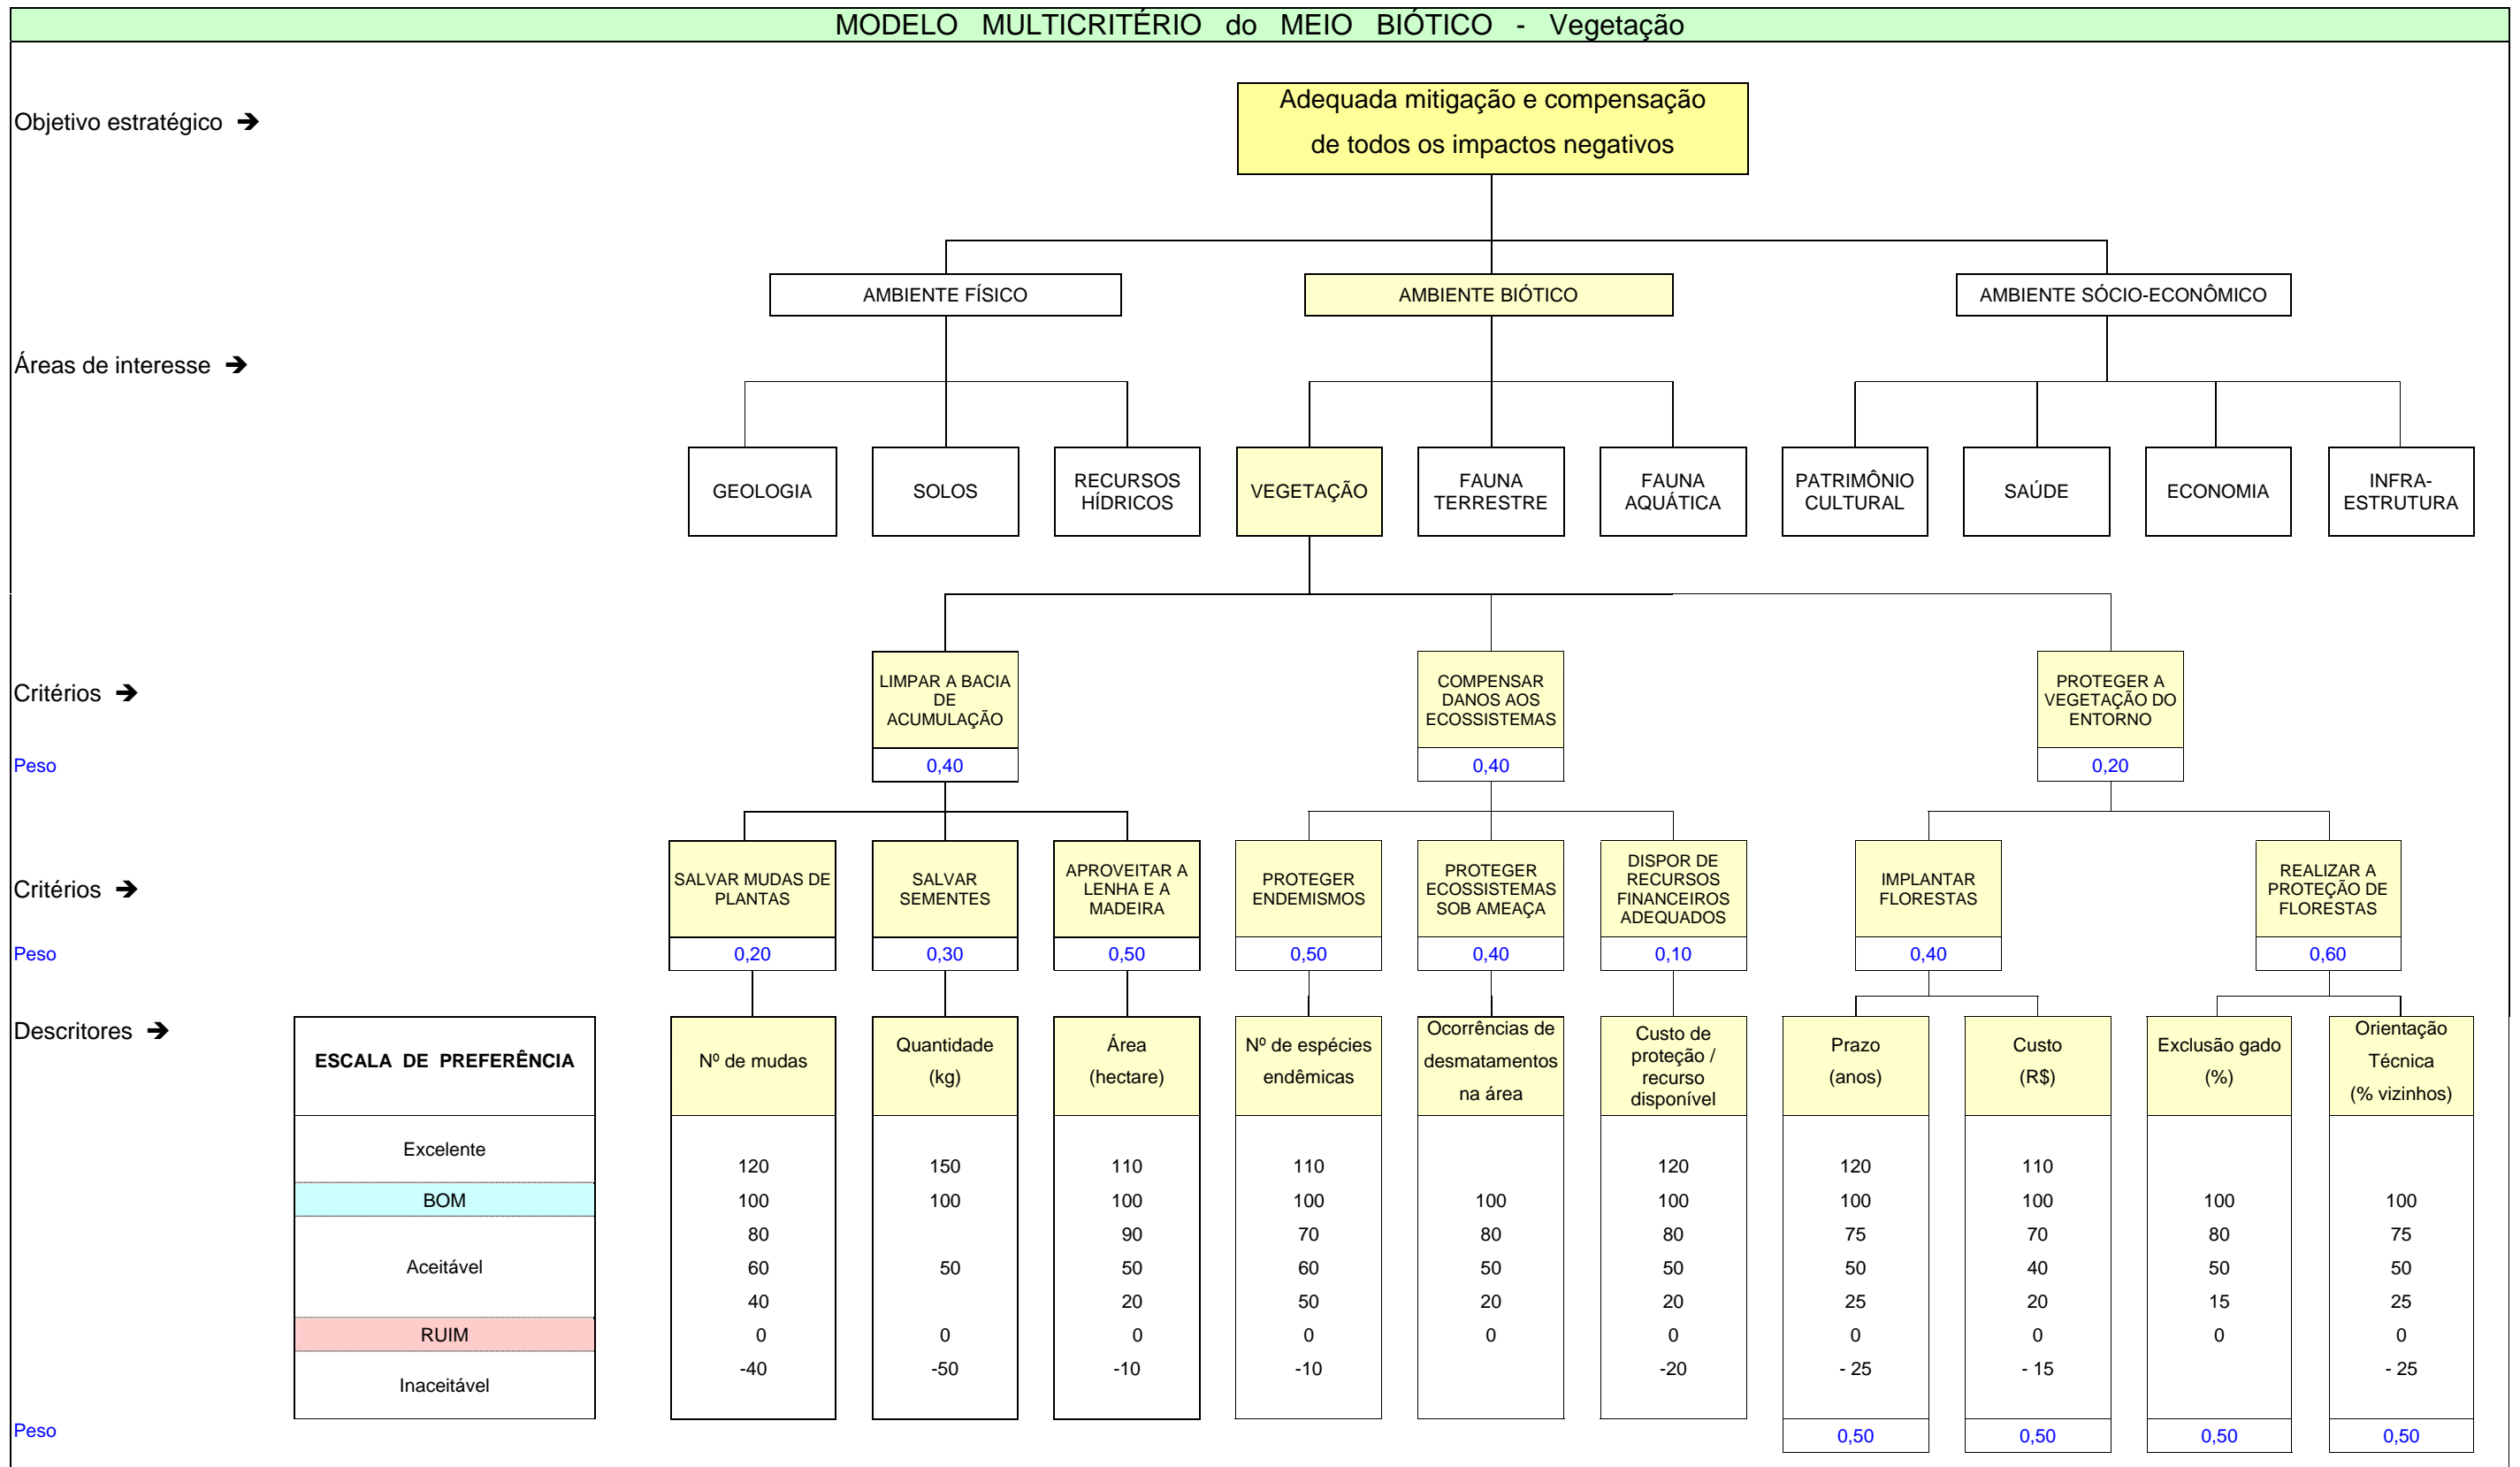 MODELO MULTICRITÉRIO do MEIO BIÓTICO - Vegetação
Objetivo estratégico ➔
Adequada mitigação e compensação
de todos os impactos negativos
AMBIENTE FÍSICO
AMBIENTE BIÓTICO
AMBIENTE SÓCIO-ECONÔMICO
Áreas de interesse ➔
GEOLOGIA
SOLOS
RECURSOS
HÍDRICOS
VEGETAÇÃO
FAUNA
TERRESTRE
FAUNA
AQUÁTICA
PATRIMÔNIO
CULTURAL
SAÚDE
ECONOMIA
INFRA-
ESTRUTURA
Critérios ➔
LIMPAR A BACIA
DE
ACUMULAÇÃO
COMPENSAR
DANOS AOS
ECOSSISTEMAS
PROTEGER A
VEGETAÇÃO DO
ENTORNO
Peso
0,40
0,40
0,20
Critérios ➔
SALVAR MUDAS DE
PLANTAS
SALVAR
SEMENTES
APROVEITAR A
LENHA E A
MADEIRA
PROTEGER
ENDEMISMOS
PROTEGER
ECOSSISTEMAS
SOB AMEAÇA
DISPOR DE
RECURSOS
FINANCEIROS
ADEQUADOS
IMPLANTAR
FLORESTAS
REALIZAR A
PROTEÇÃO DE
FLORESTAS
Peso
0,20
0,30
0,50
0,50
0,40
0,10
0,40
0,60
Descritores ➔
ESCALA DE PREFERÊNCIA
Nº de mudas
Quantidade
(kg)
Área
(hectare)
Nº de espécies
endêmicas
Ocorrências de
desmatamentos
na área
Custo de
proteção /
recurso
disponível
Prazo
(anos)
Custo
(R$)
Exclusão gado
(%)
Orientação
Técnica
(% vizinhos)
Excelente
120 150 110 110 120 120 110
BOM 100 100 100 100 100 100 100 100 100 100
80 90 70 80 80 75 70 80 75
Aceitável 60 50 50 60 50 50 50 40 50 50
40 20 50 20 20 25 20 15 25
RUIM 0 0 0 0 0 0 0 0 0 0
-40 -50 -10 -10 -20 - 25 - 15 - 25
Inaceitável
Peso
0,50
0,50
0,50
0,50